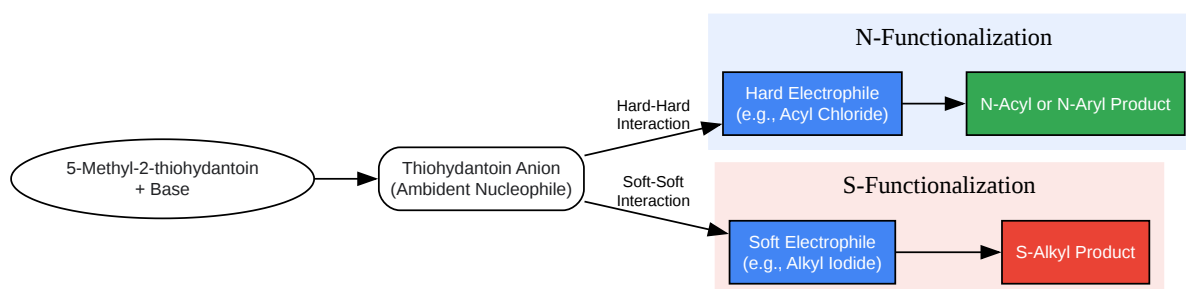 5-Methyl-2-thiohydantoin
+ Base
Thiohydantoin Anion
(Ambident Nucleophile)
Hard-Hard
Interaction
N-Functionalization
Hard Electrophile
(e.g., Acyl Chloride)
N-Acyl or N-Aryl Product
Soft-Soft
Interaction
S-Functionalization
Soft Electrophile
(e.g., Alkyl Iodide)
S-Alkyl Product